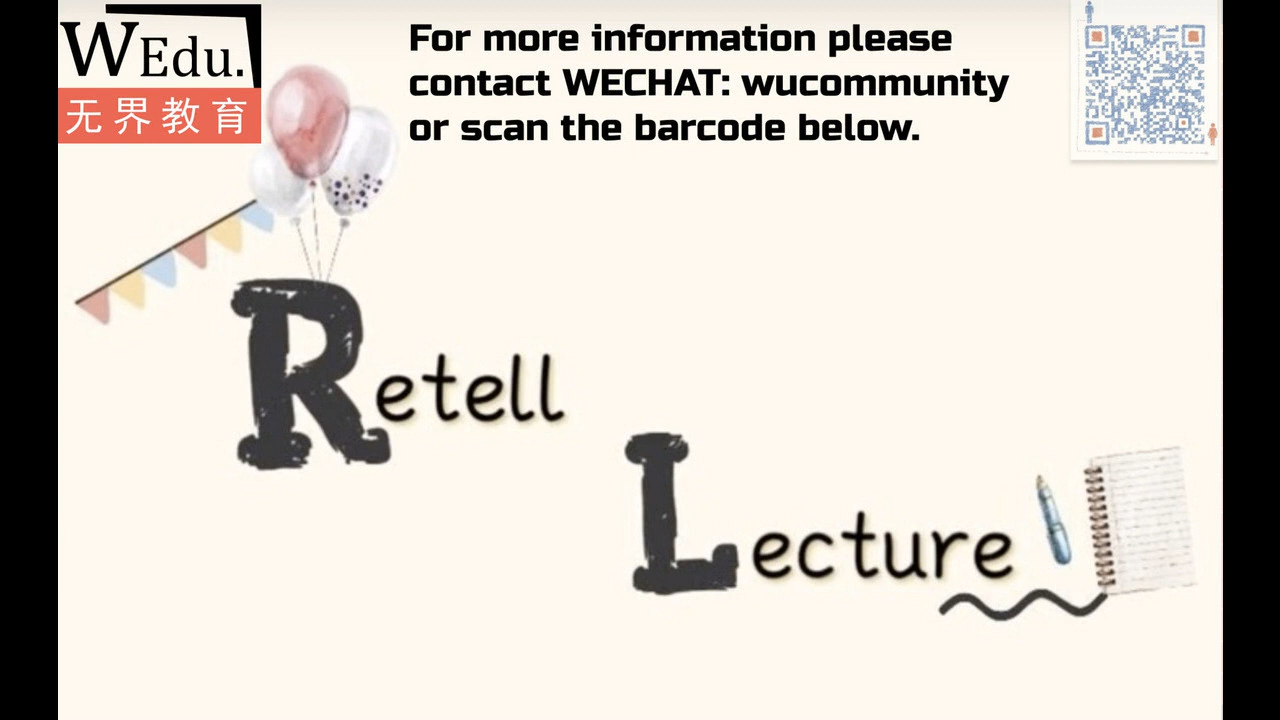 WEdu.
无界教育
For more information please
contact WECHAT: wucommunity
or scan the barcode below.
Retell
Lecture